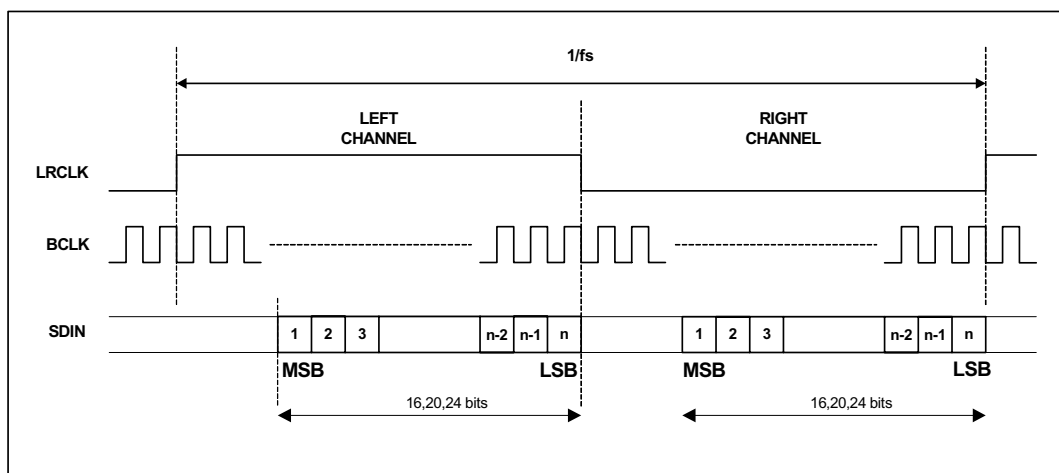 1/fs
LEFT
CHANNEL
RIGHT
CHANNEL
LRCLK
BCLK
SDIN
1 2 3 n-2 n-1 n 1 2 3 n-2 n-1 n
MSB LSB MSB LSB
16,20,24 bits 16,20,24 bits